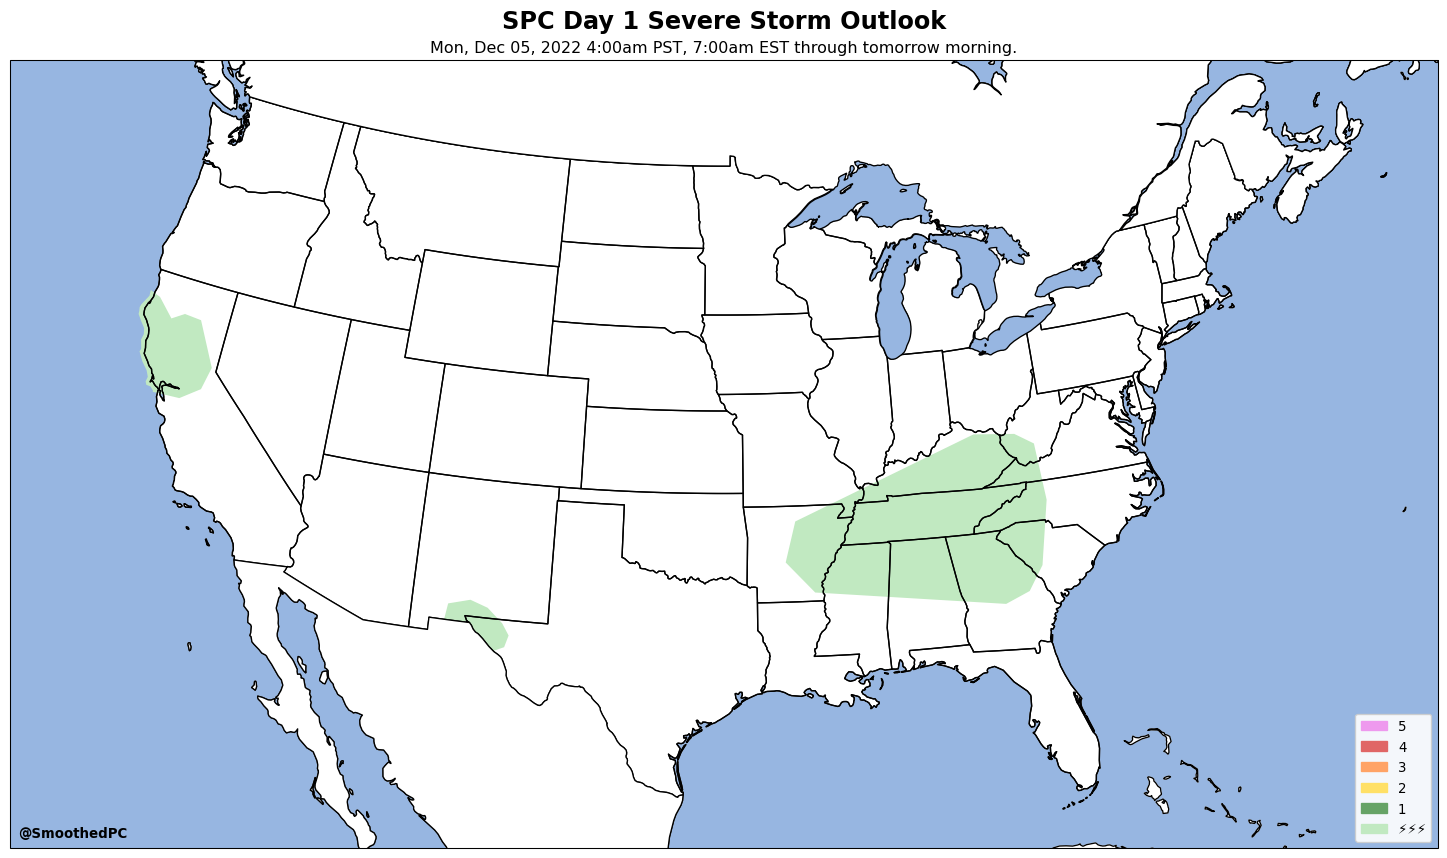 SPC Day 1 Severe Storm Outlook
Mon, Dec 05, 2022 4:00am PST, 7:00am EST through tomorrow morning.
5
4
3
2
1
⚡⚡⚡
@SmoothedPC